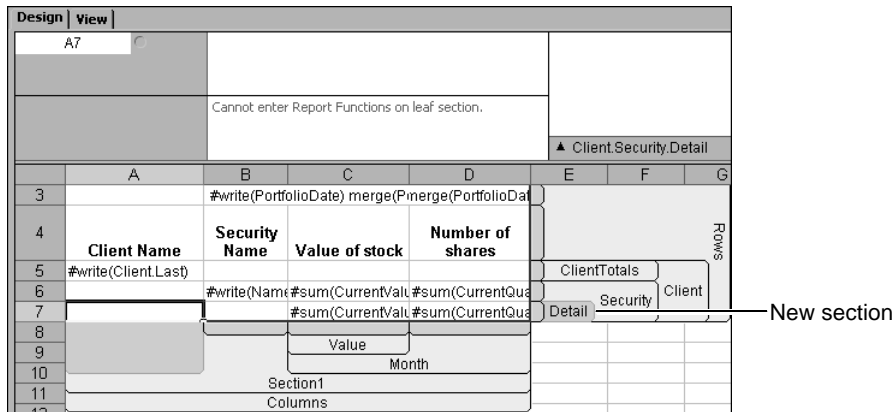 Design View
A7
Cannot enter Report Functions on leaf section.
▲ Client.Security.Detail
A B C D E F G
3 #write(PortfolioDate) merge(P merge(PortfolioDat
4 Client Name Security Name Value of stock Number of shares
Rows
5 #write(Client.Last) ClientTotals
6 #write(Name #sum(CurrentValu #sum(CurrentQua Security Client
7 #sum(CurrentValu #sum(CurrentQua Detail
New section
8
9 Value
10 Month
11 Section1
Columns